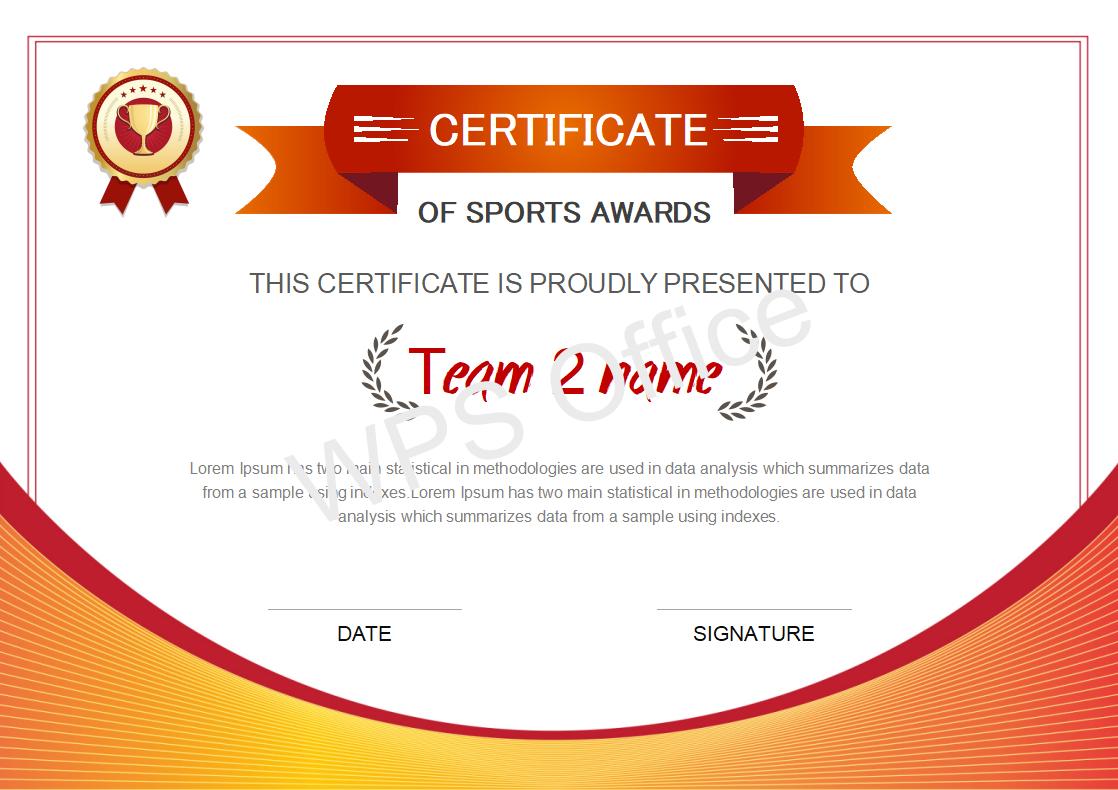 CERTIFICATE
OF SPORTS AWARDS
THIS CERTIFICATE IS PROUDLY PRESENTED TO
Team 2 name
WPS Office
Lorem Ipsum has two main statistical in methodologies are used in data analysis which summarizes data
from a sample using indexes.Lorem Ipsum has two main statistical in methodologies are used in data
analysis which summarizes data from a sample using indexes.
DATE
SIGNATURE